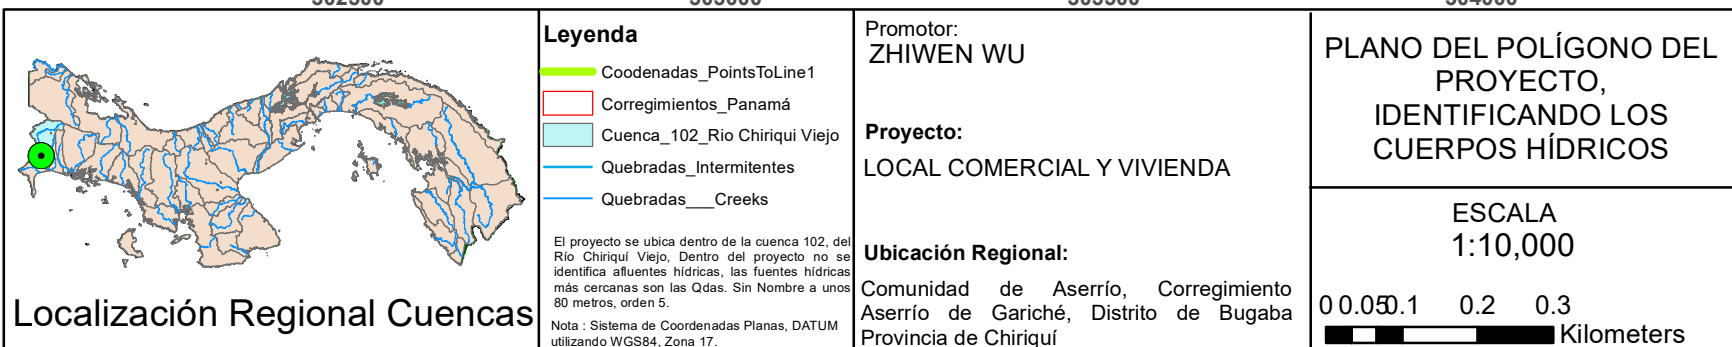 302500 303000 303500 304000
Localización Regional Cuencas
Leyenda
Coodenadas_PointsToLine1
Corregimientos_Panamá
Cuenca_102_Rio Chiriqui Viejo
Quebradas_Intermitentes
Quebradas___Creeks
El proyecto se ubica dentro de la cuenca 102, del
Río Chiriquí Viejo, Dentro del proyecto no se
identifica afluentes hídricas, las fuentes hídricas
más cercanas son las Qdas. Sin Nombre a unos
80 metros, orden 5.
Nota : Sistema de Coordenadas Planas, DATUM
utilizando WGS84, Zona 17.
Promotor:
ZHIWEN WU
Proyecto:
LOCAL COMERCIAL Y VIVIENDA
Ubicación Regional:
Comunidad de Aserrío, Corregimiento
Aserrío de Gariché, Distrito de Bugaba
Provincia de Chiriquí
PLANO DEL POLÍGONO DEL
PROYECTO,
IDENTIFICANDO LOS
CUERPOS HÍDRICOS
ESCALA
1:10,000
0 0.05 0.1 0.2 0.3
Kilometers